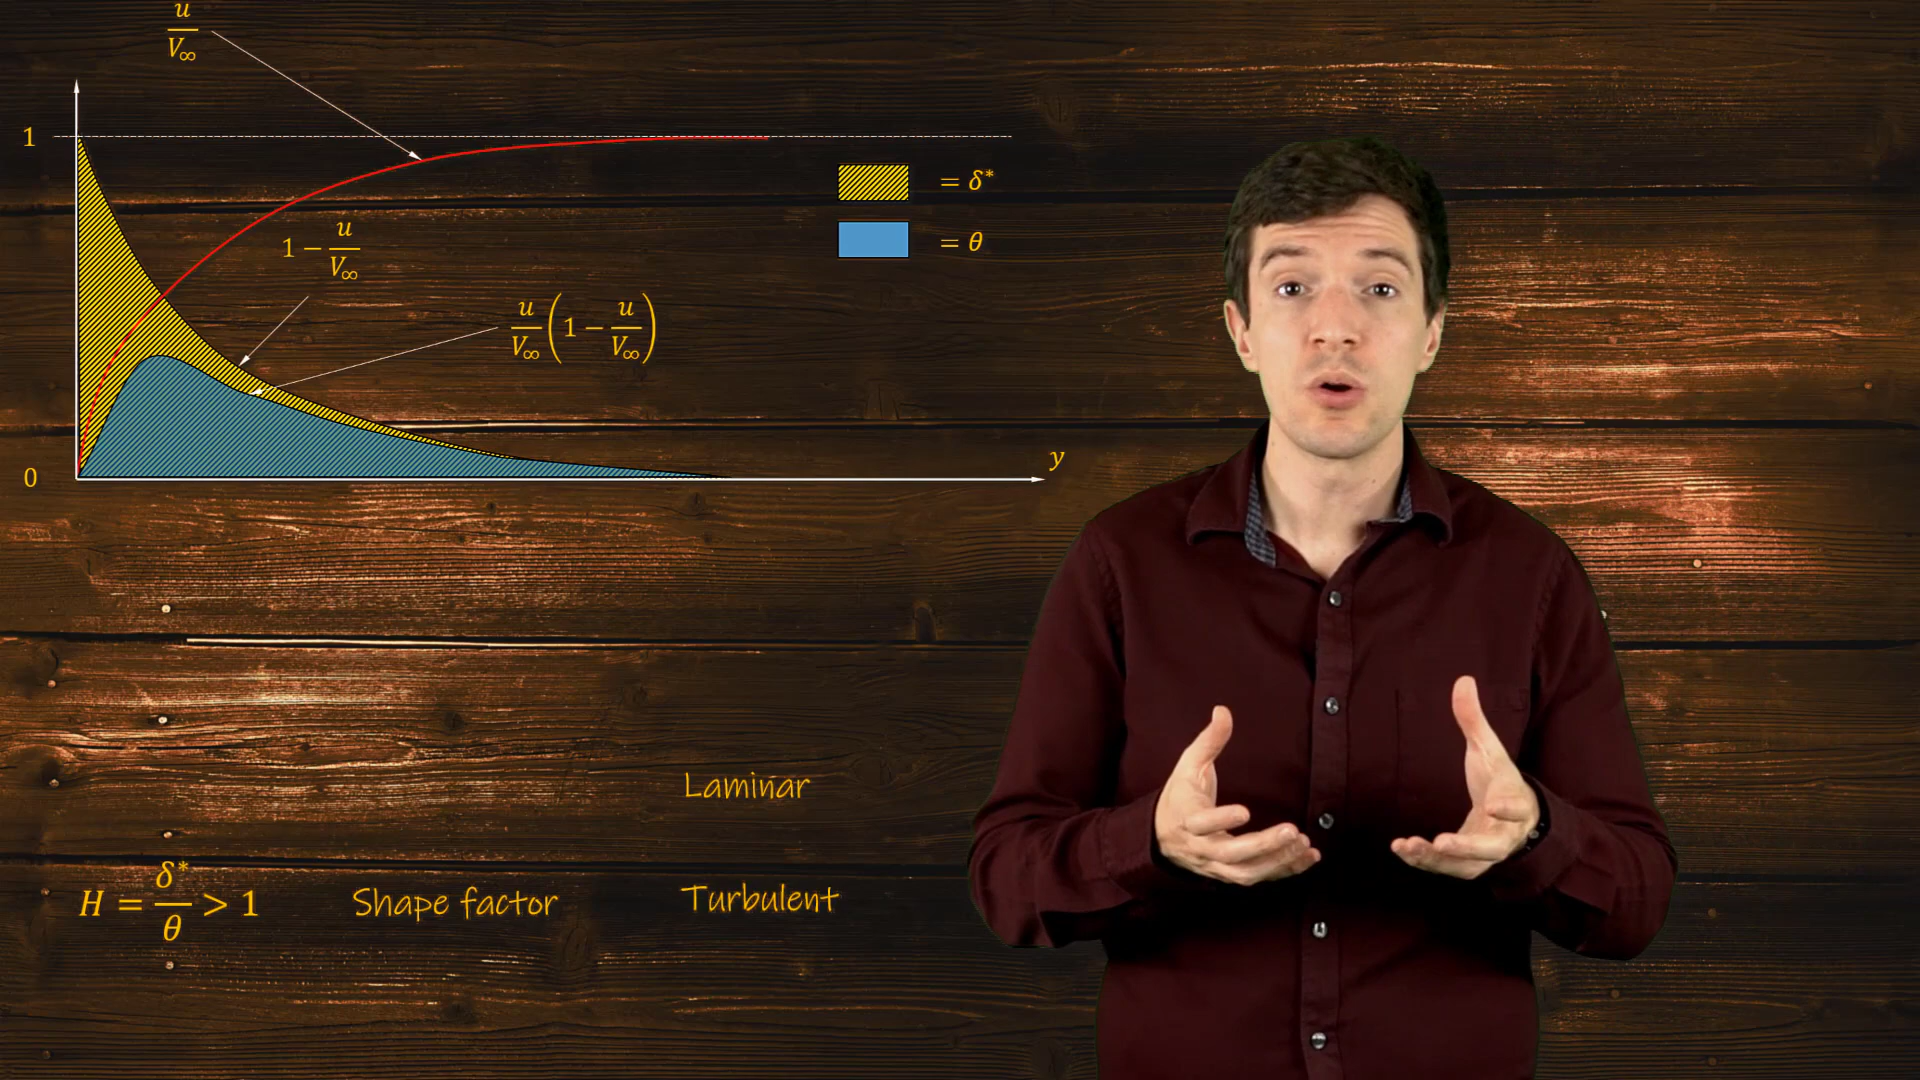 u/V∞
1
= δ*
= θ
1 − u/V∞
u/V∞ (1 − u/V∞)
y
0
Laminar
H = δ*/θ > 1
Shape factor
Turbulent